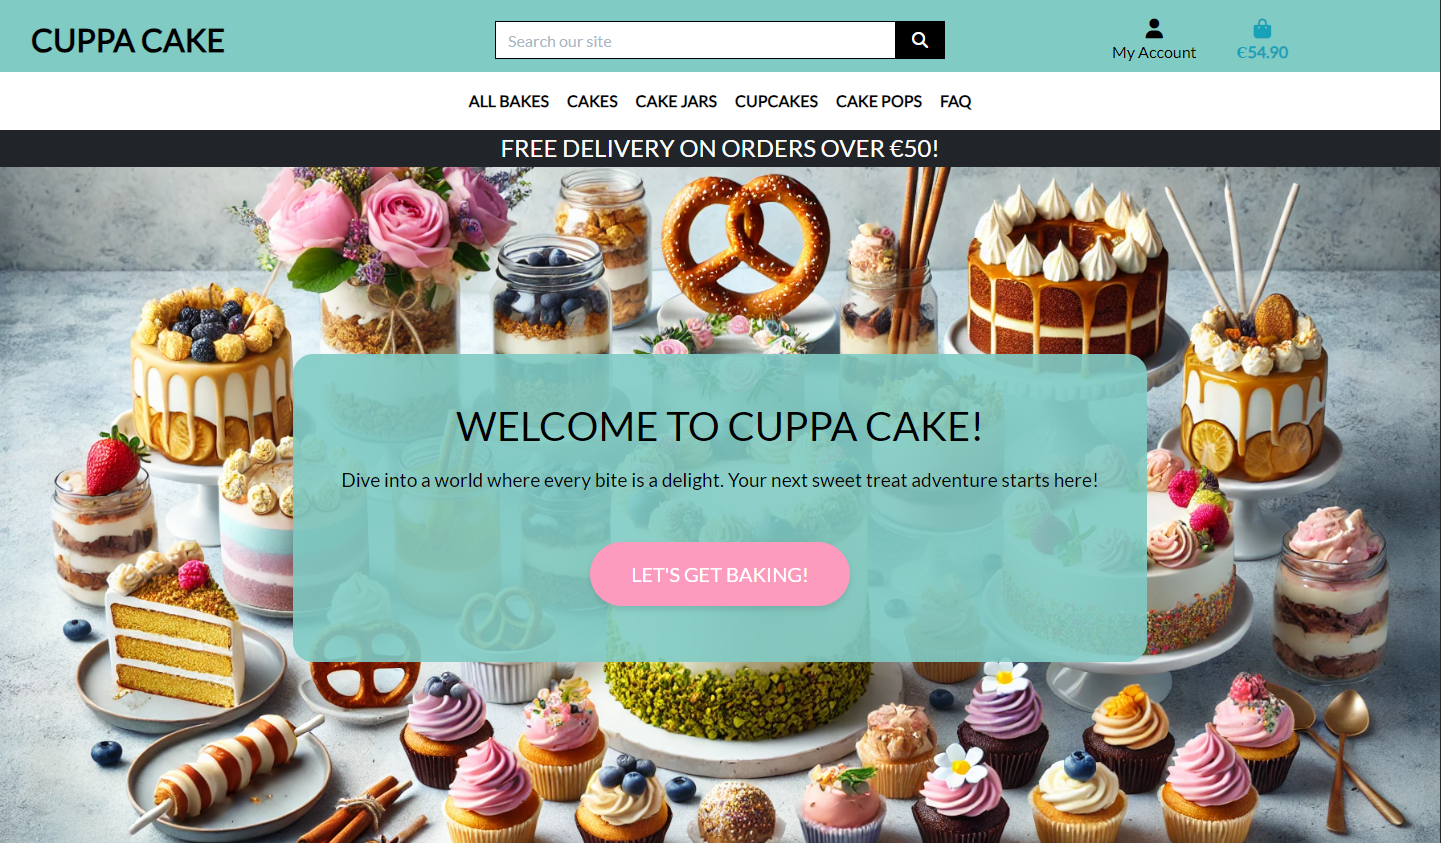 CUPPA CAKE
Search our site
My Account
€54.90
ALL BAKES CAKES CAKE JARS CUPCAKES CAKE POPS FAQ
FREE DELIVERY ON ORDERS OVER €50!
WELCOME TO CUPPA CAKE!
Dive into a world where every bite is a delight. Your next sweet treat adventure starts here!
LET'S GET BAKING!